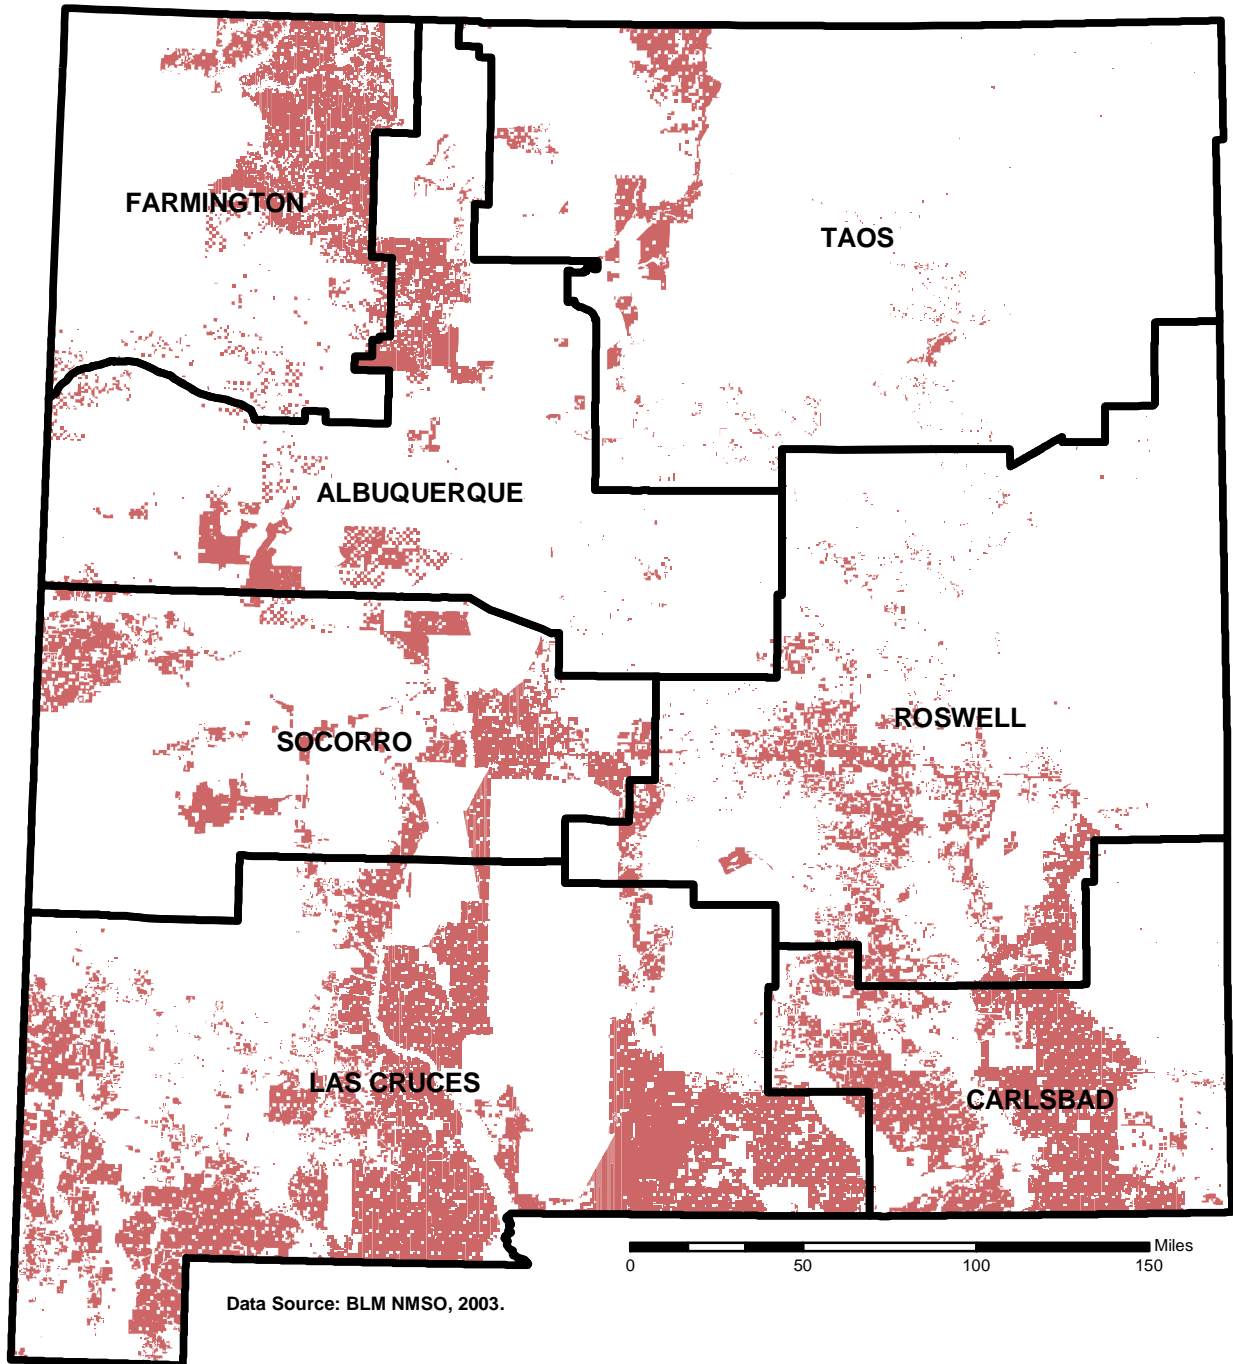 FARMINGTON
TAOS
ALBUQUERQUE
ROSWELL
SOCORRO
LAS CRUCES
CARLSBAD
Miles
0 50 100 150
Data Source: BLM NMSO, 2003.